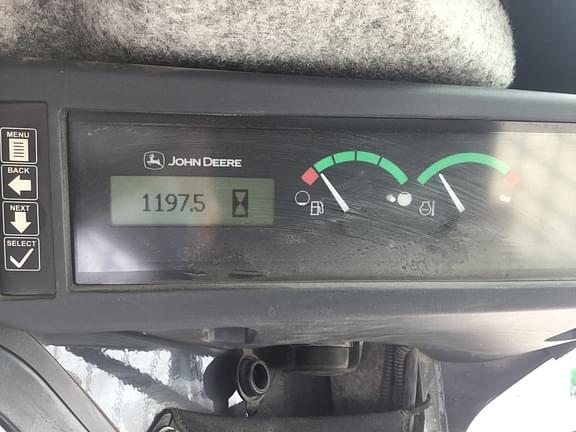 MENU
BACK
NEXT
SELECT
JOHN DEERE
1197.5